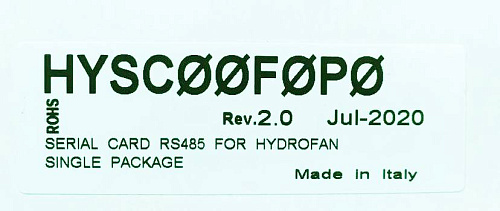 HYSCØØFØPØ
ROHS
Rev.2.0 Jul-2020
SERIAL CARD RS485 FOR HYDROFAN
SINGLE PACKAGE
Made in Italy